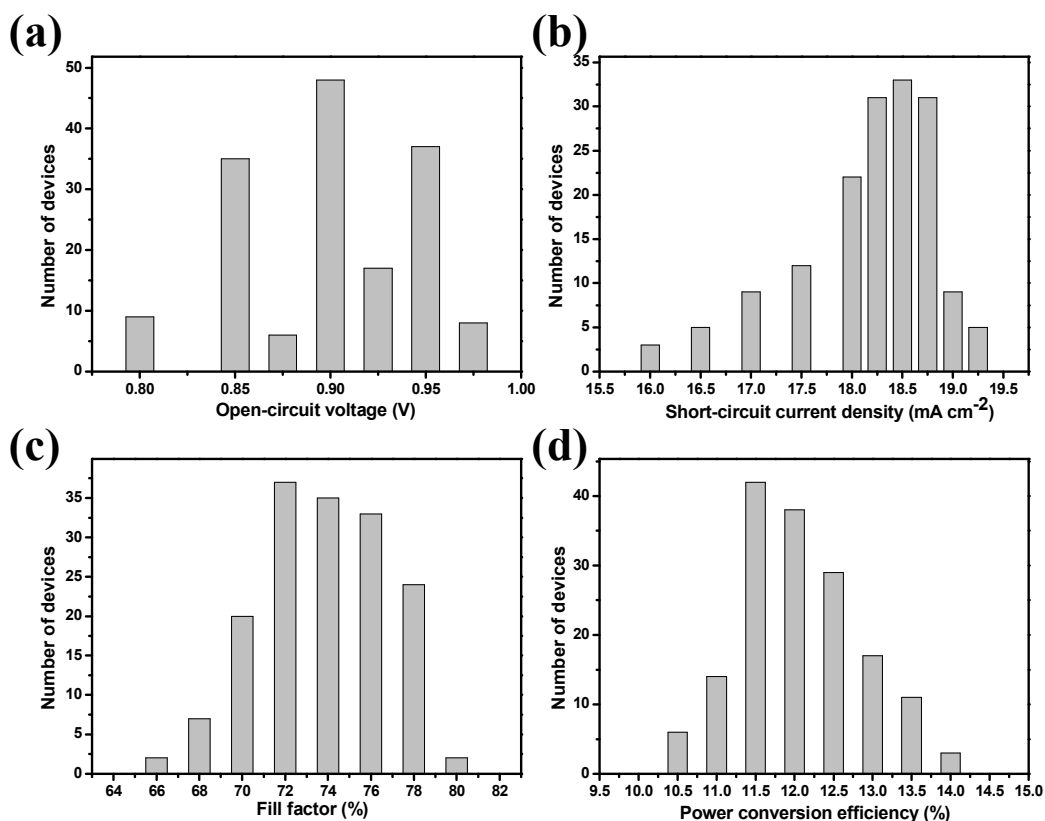 (a)
Number of devices
50
40
30
20
10
0
0.80 0.85 0.90 0.95 1.00
Open-circuit voltage (V)
(b)
Number of devices
35
30
25
20
15
10
5
0
15.5 16.0 16.5 17.0 17.5 18.0 18.5 19.0 19.5
Short-circuit current density (mA cm-2)
(c)
Number of devices
35
30
25
20
15
10
5
0
64 66 68 70 72 74 76 78 80 82
Fill factor (%)
(d)
Number of devices
40
30
20
10
0
9.5 10.0 10.5 11.0 11.5 12.0 12.5 13.0 13.5 14.0 14.5 15.0
Power conversion efficiency (%)